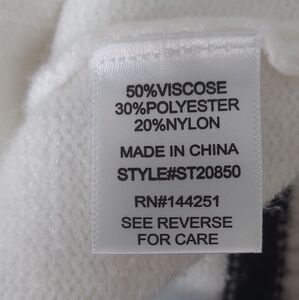 50%VISCOSE
30%POLYESTER
20%NYLON
MADE IN CHINA
STYLE#ST20850
RN#144251
SEE REVERSE
FOR CARE